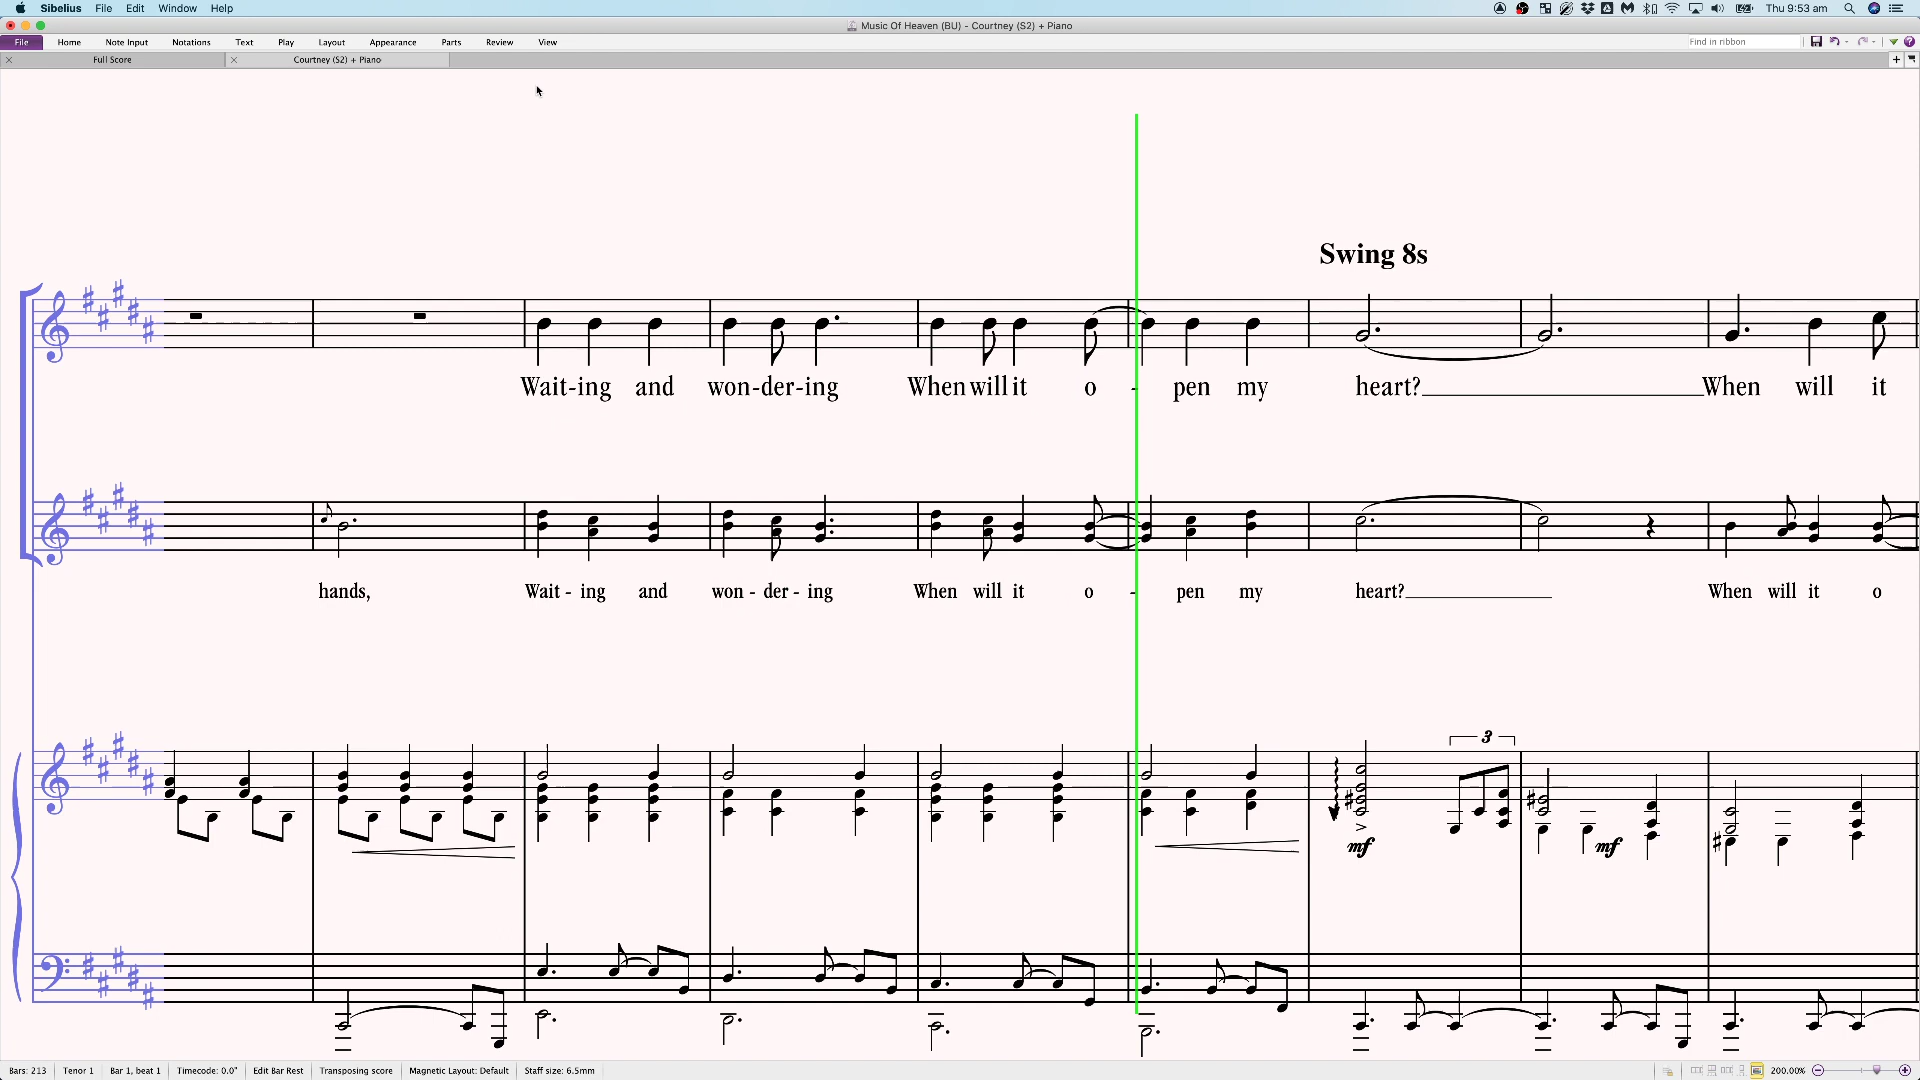 Sibelius File Edit Window Help Thu 9:53 am
Music Of Heaven (BU) - Courtney (S2) + Piano
File Home Note Input Notations Text Play Layout Appearance Parts Review View Find in ribbon
Full Score Courtney (S2) + Piano
Swing 8s
Wait-ing and won-der-ing When will it o - pen my heart?_ When will it
hands, Wait - ing and won - der - ing When will it o - pen my heart?_ When will it o
3
mf mf
Bars: 213 Tenor 1 Bar 1, beat 1 Timecode: 0.0" Edit Bar Rest Transposing score Magnetic Layout: Default Staff size: 6.5mm 200.00%